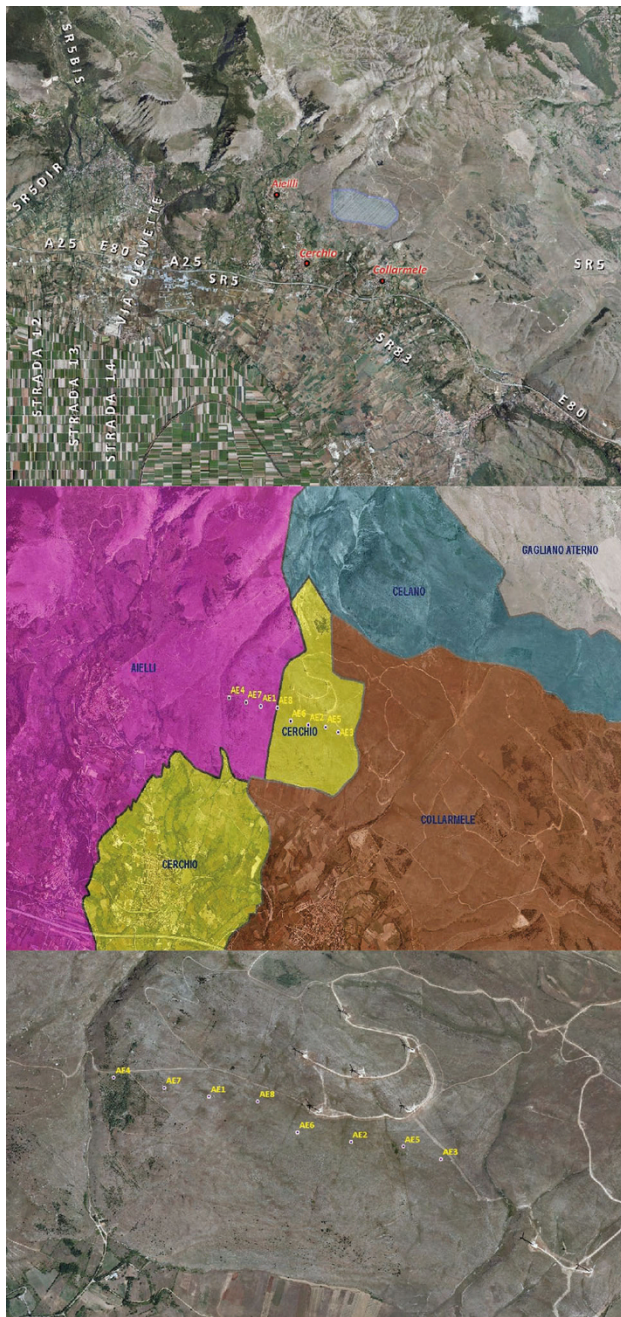 SR5BIS
SR5DIR
A25 E80
VIA CICIVETTE
A25
SR5
Aielli
Cerchio
Collarmele
SR5
SR83
E80
STRADA 12
STRADA 13
STRADA 14
GAGLIANO ATERNO
CELANO
AIELLI
AE4
AE7
AE1
AE8
AE6
AE2
AE5
AE3
CERCHIO
COLLARMELE
CERCHIO
AE4
AE7
AE1
AE8
AE6
AE2
AE5
AE3